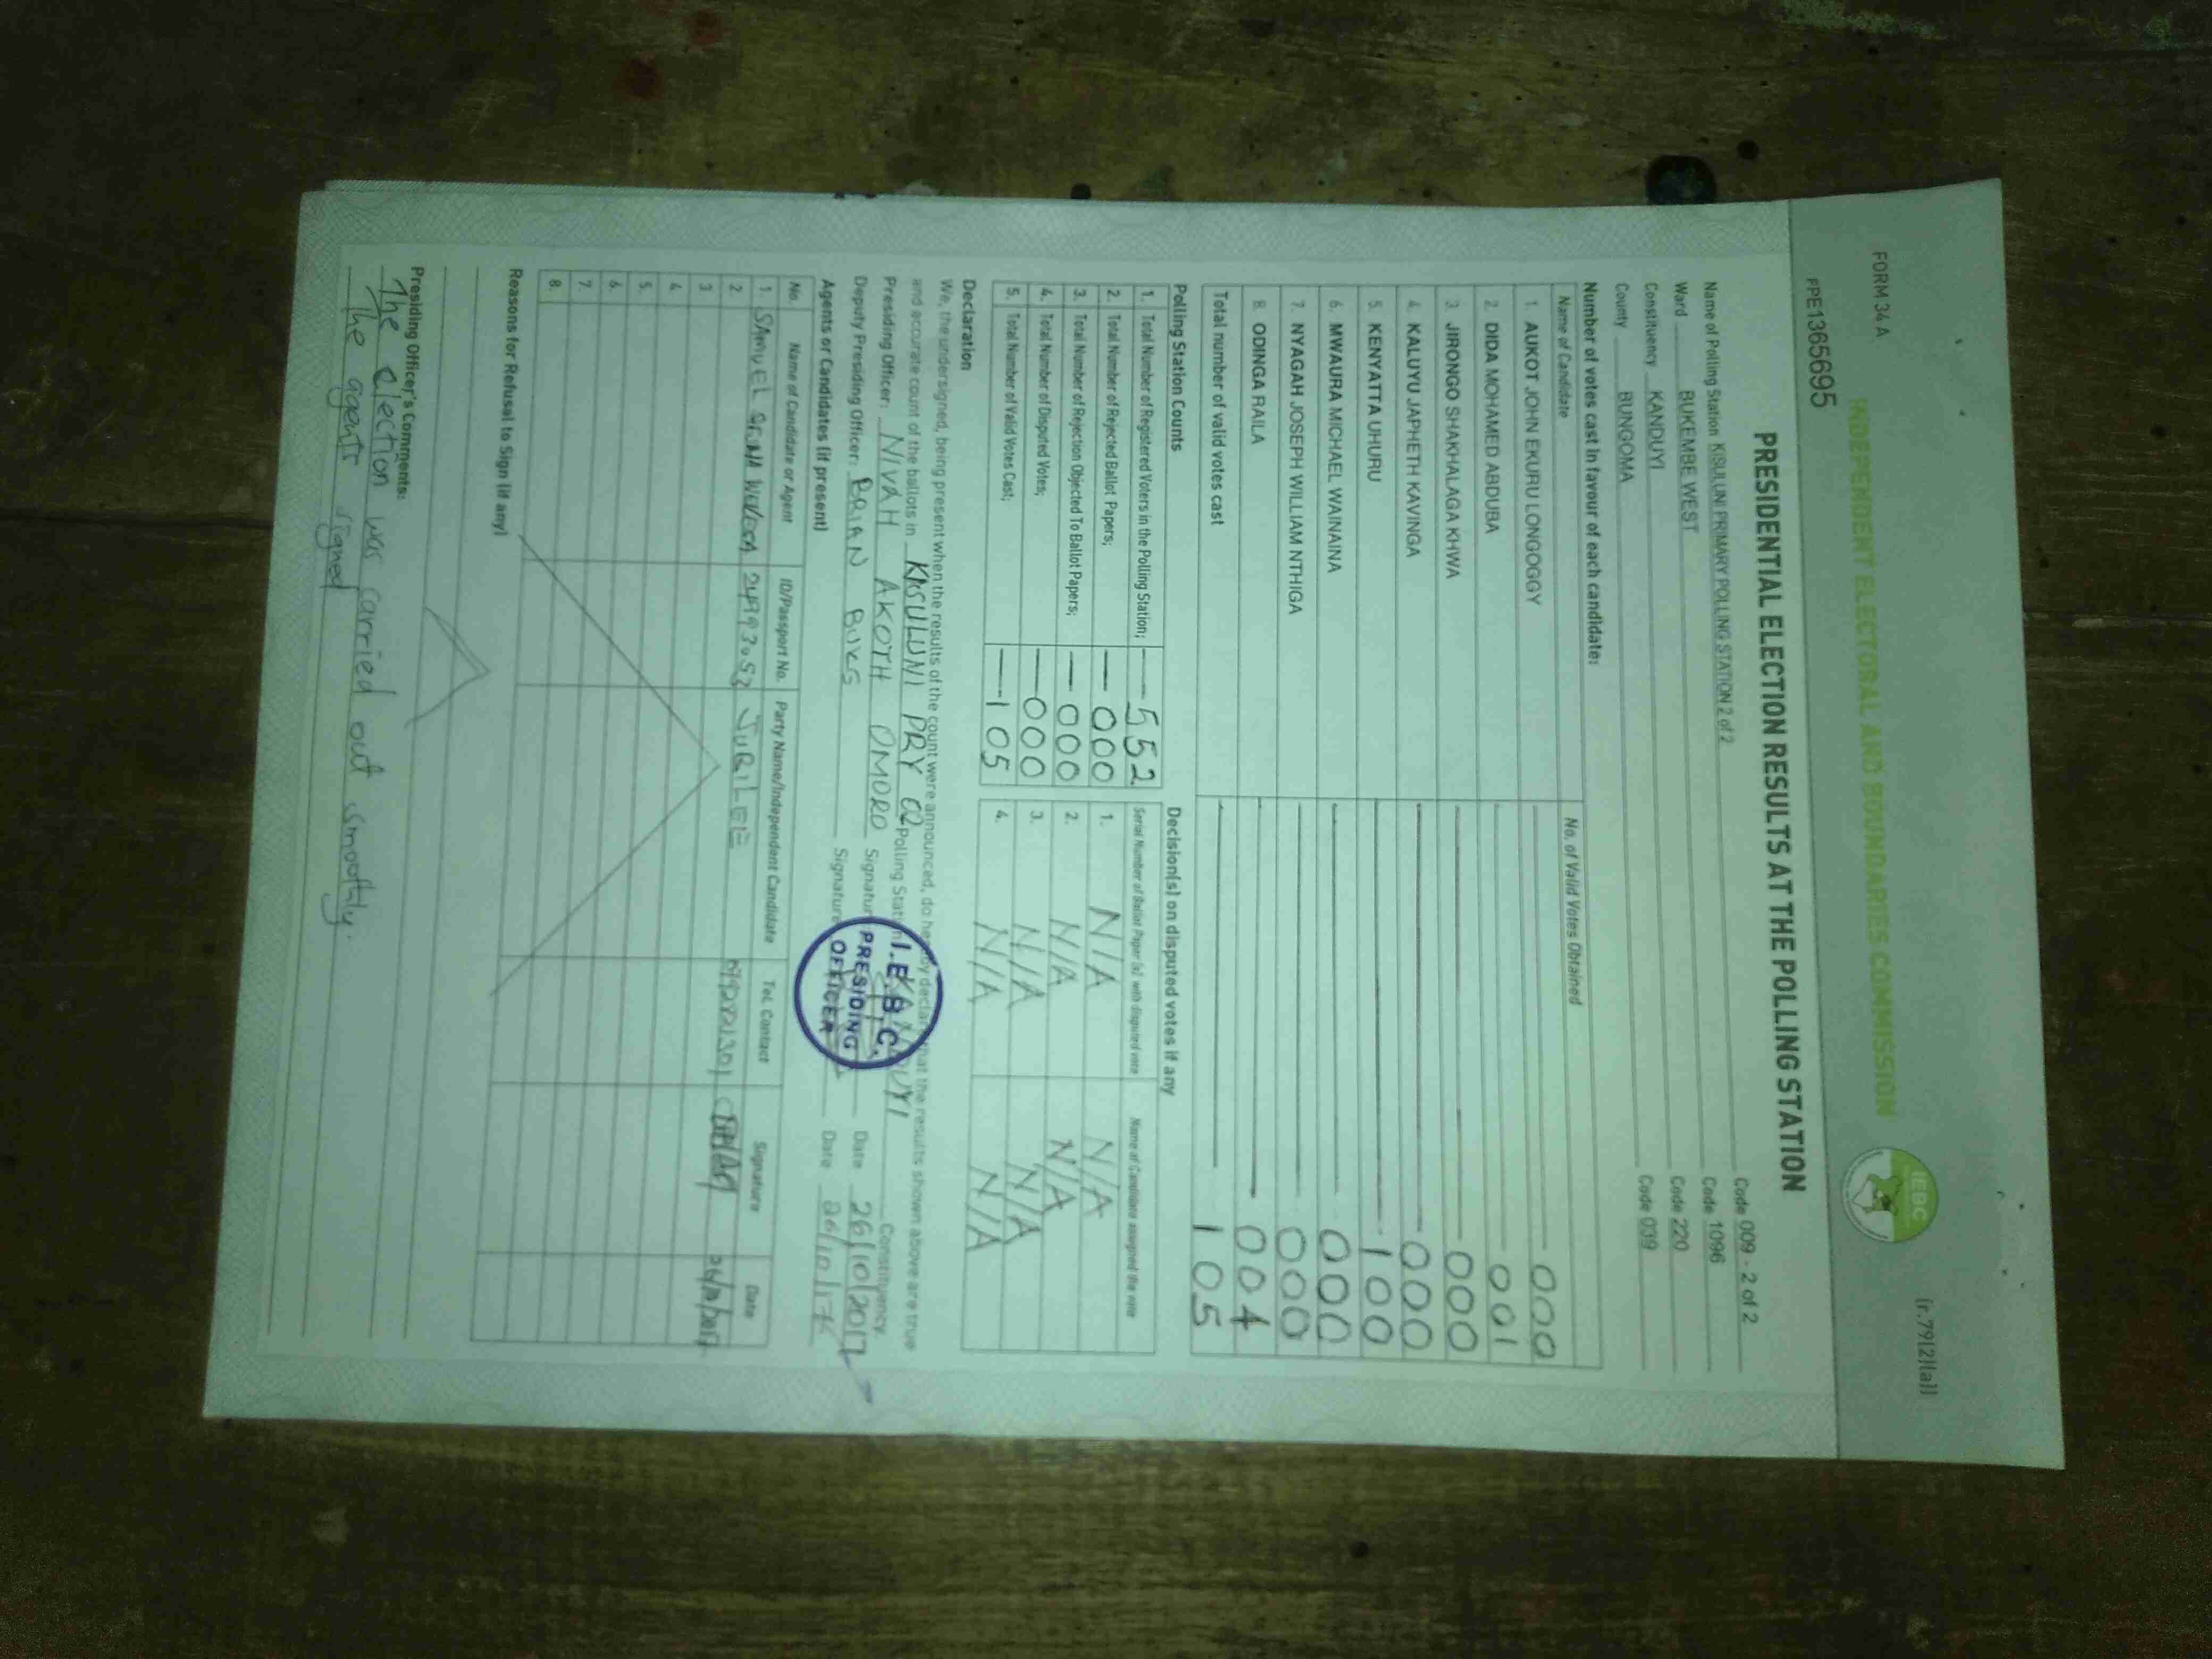 FORM 34 A
(r.79(2)(a))
INDEPENDENT ELECTORAL AND BOUNDARIES COMMISSION
IEBC
PPE1365695
PRESIDENTIAL ELECTION RESULTS AT THE POLLING STATION
Name of Polling Station KISULUNI PRIMARY POLLING STATION 2 of 2 Code 009 - 2 of 2
Ward BUKEMBE WEST Code 1096
Constituency KANDUYI Code 220
County BUNGOMA Code 039
Number of votes cast in favour of each candidate:
Name of Candidate No. of Valid Votes Obtained
1. AUKOT JOHN EKURU LONGOGGY 000
2. DIDA MOHAMED ABDUBA 001
3. JIRONGO SHAKHALAGA KHWA 000
4. KALUYU JAPHETH KAVINGA 000
5. KENYATTA UHURU 100
6. MWAURA MICHAEL WAINAINA 000
7. NYAGAH JOSEPH WILLIAM NTHIGA 000
8. ODINGA RAILA 004
Total number of valid votes cast 105
Polling Station Counts Decision(s) on disputed votes if any
1. Total Number of Registered Voters in the Polling Station; 552 Serial Number of Ballot Paper (s) with disputed vote Name of Candidate assigned the vote
2. Total Number of Rejected Ballot Papers; 000 1. N/A N/A
3. Total Number of Rejection Objected To Ballot Papers; 000 2. N/A N/A
4. Total Number of Disputed Votes; 000 3. N/A N/A
5. Total Number of Valid Votes Cast; 105 4. N/A N/A
Declaration
We, the undersigned, being present when the results of the count were announced, do hereby declare that the results shown above are true
and accurate count of the ballots in KISULUNI PRY 02 Polling Station KANDUYI Constituency.
Presiding Officer: NIVAH AKOTH OMORO Signature Date 26/10/2017
Deputy Presiding Officer: BRIAN Signature Date 26/10/17
I.E.B.C.
PRESIDING
OFFICER
Agents or Candidates (if present)
No. Name of Candidate or Agent ID/Passport No. Party Name/Independent Candidate Tel. Contact Signature Date
1. SAMUEL JUBILEE
2.
3.
4.
5.
6.
7.
8.
Reasons for Refusal to Sign (if any)
Presiding Officer's Comments:
The election was carried out smoothly.
The agents signed